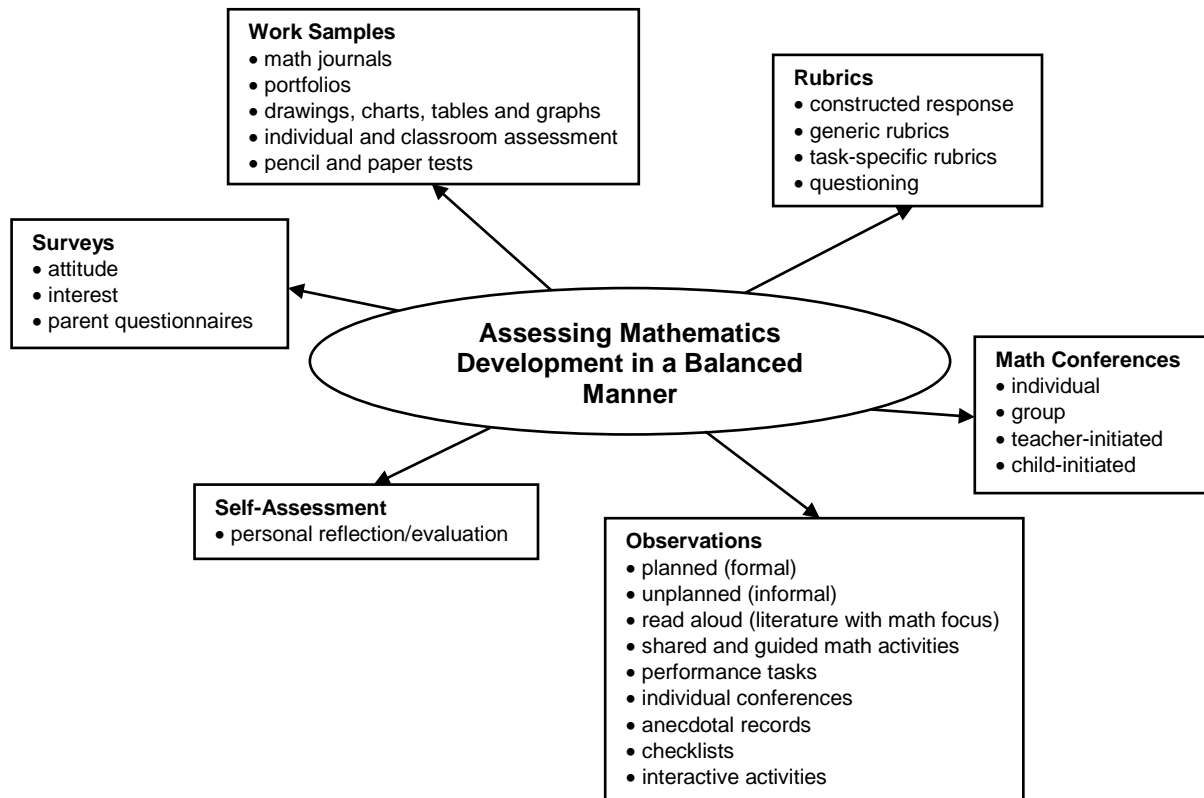 Work Samples
• math journals
• portfolios
• drawings, charts, tables and graphs
• individual and classroom assessment
• pencil and paper tests
Rubrics
• constructed response
• generic rubrics
• task-specific rubrics
• questioning
Surveys
• attitude
• interest
• parent questionnaires
Assessing Mathematics
Development in a Balanced
Manner
Math Conferences
• individual
• group
• teacher-initiated
• child-initiated
Self-Assessment
• personal reflection/evaluation
Observations
• planned (formal)
• unplanned (informal)
• read aloud (literature with math focus)
• shared and guided math activities
• performance tasks
• individual conferences
• anecdotal records
• checklists
• interactive activities